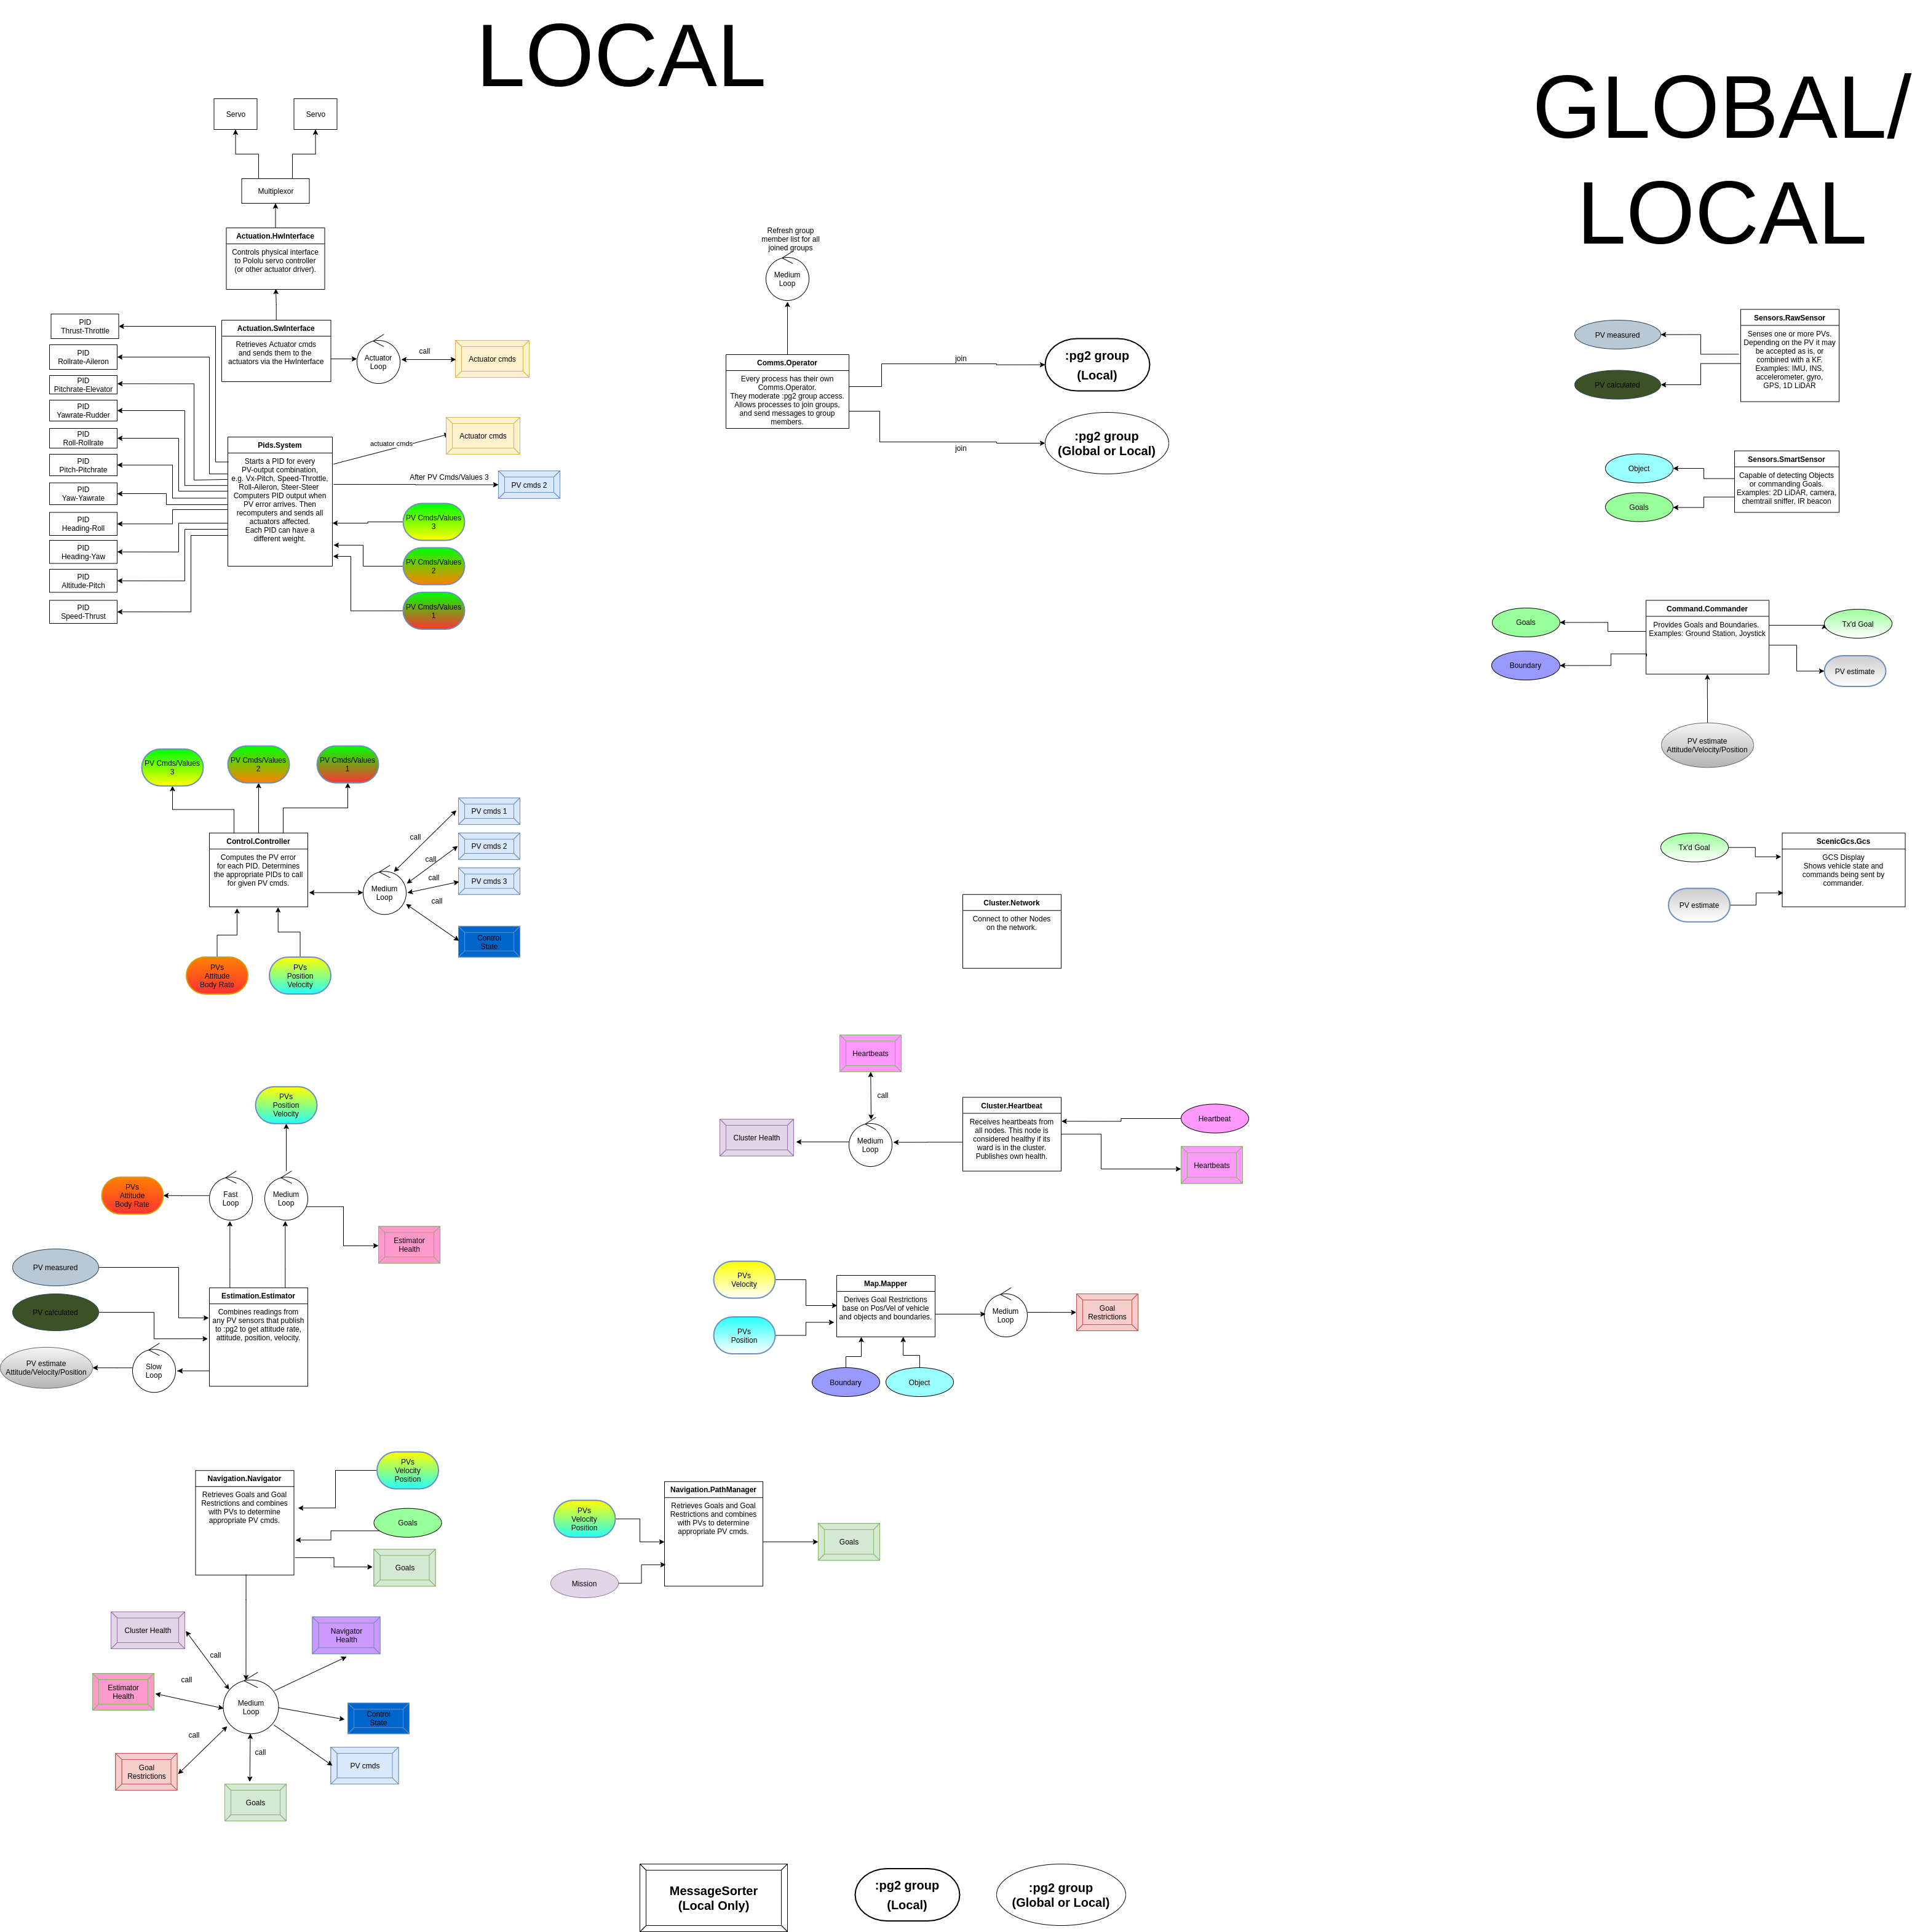 LOCAL
GLOBAL/
LOCAL
Servo
Servo
Multiplexor
Actuation.HwInterface
Controls physical interface
to Pololu servo controller
(or other actuator driver).
Actuation.SwInterface
Retrieves Actuator cmds
and sends them to the
actuators via the HwInterface
Actuator
Loop
call
Actuator cmds
PID
Thrust-Throttle
PID
Rollrate-Aileron
PID
Pitchrate-Elevator
PID
Yawrate-Rudder
PID
Roll-Rollrate
PID
Pitch-Pitchrate
PID
Yaw-Yawrate
PID
Heading-Roll
PID
Heading-Yaw
PID
Altitude-Pitch
PID
Speed-Thrust
Pids.System
Starts a PID for every
PV-output combination,
e.g. Vx-Pitch, Speed-Throttle,
Roll-Aileron, Steer-Steer
Computers PID output when
PV error arrives. Then
recomputers and sends all
actuators affected.
Each PID can have a
different weight.
actuator cmds
Actuator cmds
After PV Cmds/Values 3
PV cmds 2
PV Cmds/Values
3
PV Cmds/Values
2
PV Cmds/Values
1
Refresh group
member list for all
joined groups
Medium
Loop
Comms.Operator
Every process has their own
Comms.Operator.
They moderate :pg2 group access.
Allows processes to join groups,
and send messages to group
members.
join
:pg2 group
(Local)
join
:pg2 group
(Global or Local)
PV measured
PV calculated
Sensors.RawSensor
Senses one or more PVs.
Depending on the PV it may
be accepted as is, or
combined with a KF.
Examples: IMU, INS,
accelerometer, gyro,
GPS, 1D LiDAR
Object
Goals
Sensors.SmartSensor
Capable of detecting Objects
or commanding Goals.
Examples: 2D LiDAR, camera,
chemtrail sniffer, IR beacon
Goals
Boundary
Command.Commander
Provides Goals and Boundaries.
Examples: Ground Station, Joystick
Tx'd Goal
PV estimate
PV estimate
Attitude/Velocity/Position
Tx'd Goal
PV estimate
ScenicGcs.Gcs
GCS Display
Shows vehicle state and
commands being sent by
commander.
PV Cmds/Values
3
PV Cmds/Values
2
PV Cmds/Values
1
Control.Controller
Computes the PV error
for each PID. Determines
the appropriate PIDs to call
for given PV cmds.
Medium
Loop
call
call
call
call
PV cmds 1
PV cmds 2
PV cmds 3
Control
State
PVs
Attitude
Body Rate
PVs
Position
Velocity
Cluster.Network
Connect to other Nodes
on the network.
Heartbeats
call
Cluster Health
Medium
Loop
Cluster.Heartbeat
Receives heartbeats from
all nodes. This node is
considered healthy if its
ward is in the cluster.
Publishes own health.
Heartbeat
Heartbeats
PVs
Position
Velocity
PVs
Attitude
Body Rate
Fast
Loop
Medium
Loop
Estimator
Health
PV measured
PV calculated
PV estimate
Attitude/Velocity/Position
Slow
Loop
Estimation.Estimator
Combines readings from
any PV sensors that publish
to :pg2 to get attitude rate,
attitude, position, velocity.
PVs
Velocity
PVs
Position
Map.Mapper
Derives Goal Restrictions
base on Pos/Vel of vehicle
and objects and boundaries.
Medium
Loop
Goal
Restrictions
Boundary
Object
Navigation.Navigator
Retrieves Goals and Goal
Restrictions and combines
with PVs to determine
appropriate PV cmds.
PVs
Velocity
Position
Goals
Goals
PVs
Velocity
Position
Mission
Navigation.PathManager
Retrieves Goals and Goal
Restrictions and combines
with PVs to determine
appropriate PV cmds.
Goals
Cluster Health
call
Estimator
Health
call
Goal
Restrictions
call
Medium
Loop
call
Goals
Navigator
Health
Control
State
PV cmds
MessageSorter
(Local Only)
:pg2 group
(Local)
:pg2 group
(Global or Local)